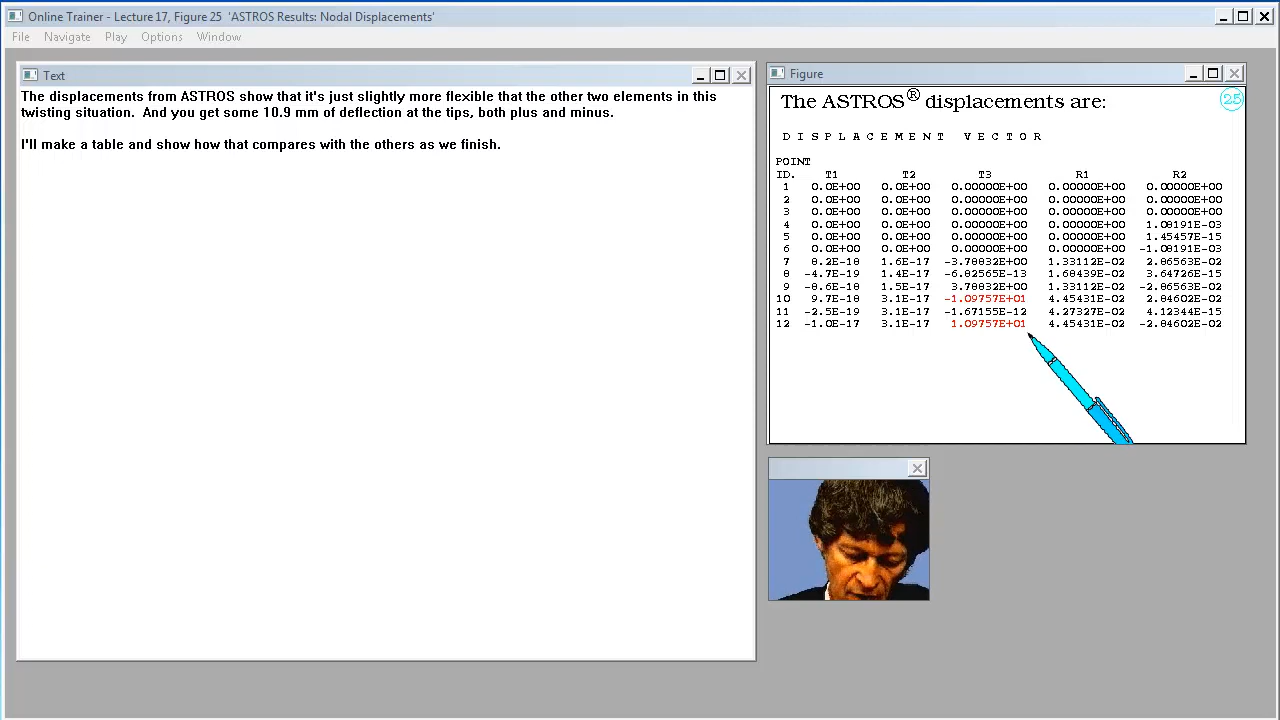 Online Trainer - Lecture 17, Figure 25 'ASTROS Results: Nodal Displacements'
File Navigate Play Options Window
Text
The displacements from ASTROS show that it's just slightly more flexible that the other two elements in this
twisting situation. And you get some 10.9 mm of deflection at the tips, both plus and minus.
I'll make a table and show how that compares with the others as we finish.
Figure
The ASTROS® displacements are:
25
DISPLACEMENT VECTOR
POINT
ID. T1 T2 T3 R1 R2
1 0.0E+00 0.0E+00 0.00000E+00 0.00000E+00 0.00000E+00
2 0.0E+00 0.0E+00 0.00000E+00 0.00000E+00 0.00000E+00
3 0.0E+00 0.0E+00 0.00000E+00 0.00000E+00 0.00000E+00
4 0.0E+00 0.0E+00 0.00000E+00 0.00000E+00 1.08191E-03
5 0.0E+00 0.0E+00 0.00000E+00 0.00000E+00 1.45457E-15
6 0.0E+00 0.0E+00 0.00000E+00 0.00000E+00 -1.08191E-03
7 8.2E-18 1.6E-17 -3.78832E+00 1.33112E-02 2.86563E-02
8 -4.7E-19 1.4E-17 -6.82565E-13 1.68439E-02 3.64726E-15
9 -8.6E-18 1.5E-17 3.78832E+00 1.33112E-02 -2.86563E-02
10 9.7E-18 3.1E-17 -1.09757E+01 4.45431E-02 2.84602E-02
11 -2.5E-19 3.1E-17 -1.67155E-12 4.27327E-02 4.12344E-15
12 -1.0E-17 3.1E-17 1.09757E+01 4.45431E-02 -2.84602E-02